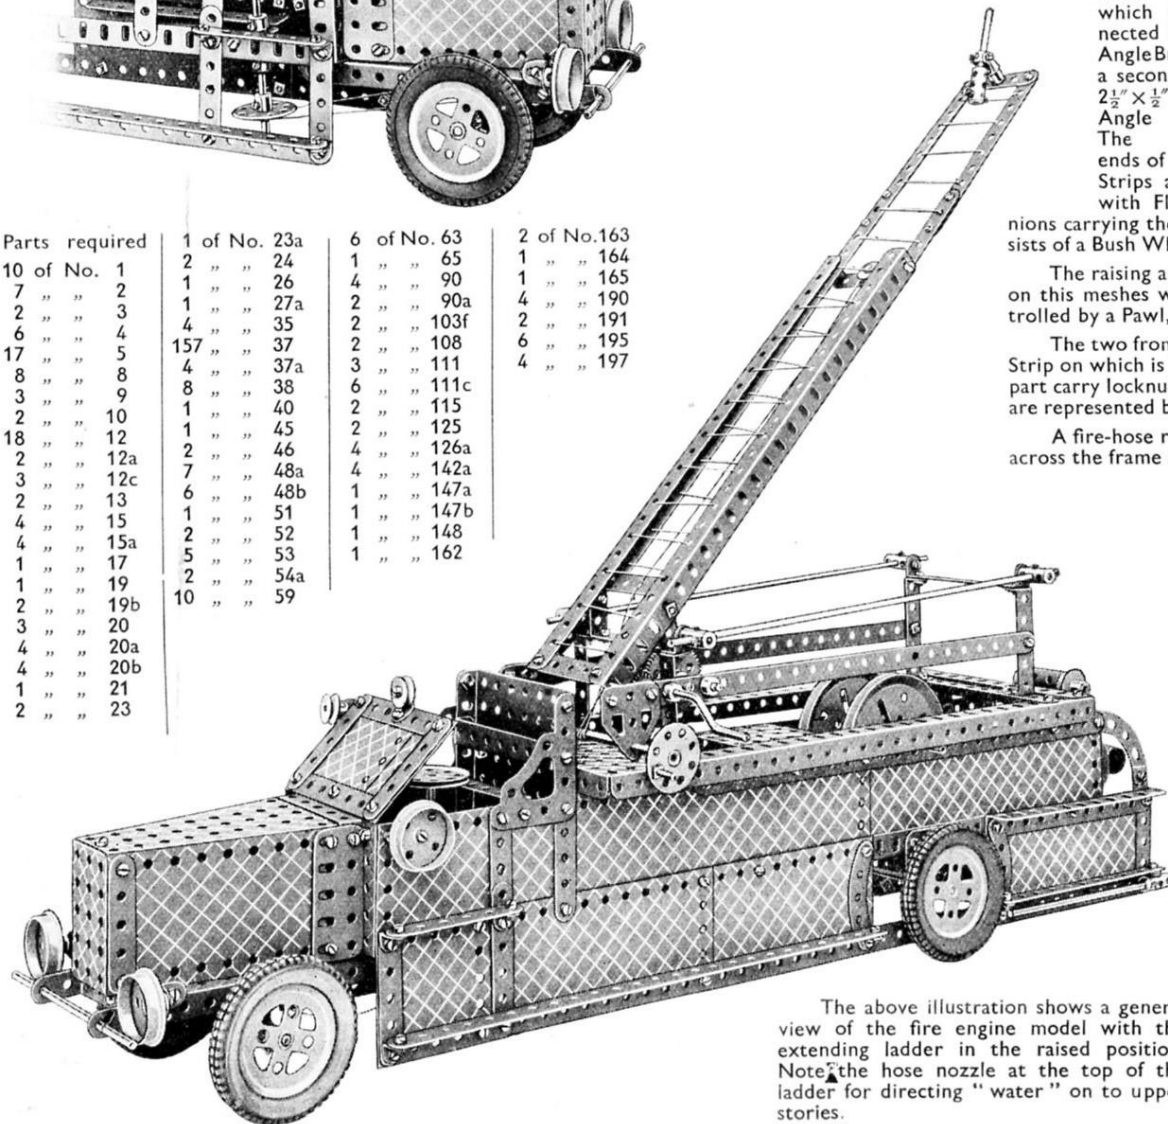 Parts required
10 of No. 1
7 „ „ 2
2 „ „ 3
6 „ „ 4
17 „ „ 5
8 „ „ 8
3 „ „ 9
2 „ „ 10
18 „ „ 12
2 „ „ 12a
3 „ „ 12c
2 „ „ 13
4 „ „ 15
4 „ „ 15a
1 „ „ 17
1 „ „ 19
2 „ „ 19b
3 „ „ 20
4 „ „ 20a
4 „ „ 20b
1 „ „ 21
2 „ „ 23
1 of No. 23a
2 „ „ 24
1 „ „ 26
1 „ „ 27a
4 „ „ 35
157 „ „ 37
4 „ „ 37a
8 „ „ 38
1 „ „ 40
1 „ „ 45
2 „ „ 46
7 „ „ 48a
6 „ „ 48b
1 „ „ 51
2 „ „ 52
5 „ „ 53
2 „ „ 54a
10 „ „ 59
6 of No. 63
1 „ „ 65
4 „ „ 90
2 „ „ 90a
2 „ „ 103f
2 „ „ 108
3 „ „ 111
6 „ „ 111c
2 „ „ 115
2 „ „ 125
4 „ „ 126a
4 „ „ 142a
1 „ „ 147a
1 „ „ 147b
1 „ „ 148
1 „ „ 162
2 of No. 163
1 „ „ 164
1 „ „ 165
4 „ „ 190
2 „ „ 191
6 „ „ 195
4 „ „ 197
which
nected
Angle B
a secon
2½″ × ½″
Angle
The
ends of
Strips a
with Fl
nions carrying the
sists of a Bush Wh
The raising a
on this meshes w
trolled by a Pawl,
The two fron
Strip on which is
part carry locknu
are represented b
A fire-hose r
across the frame
The above illustration shows a gener
view of the fire engine model with th
extending ladder in the raised position
Note the hose nozzle at the top of th
ladder for directing " water " on to uppe
stories.